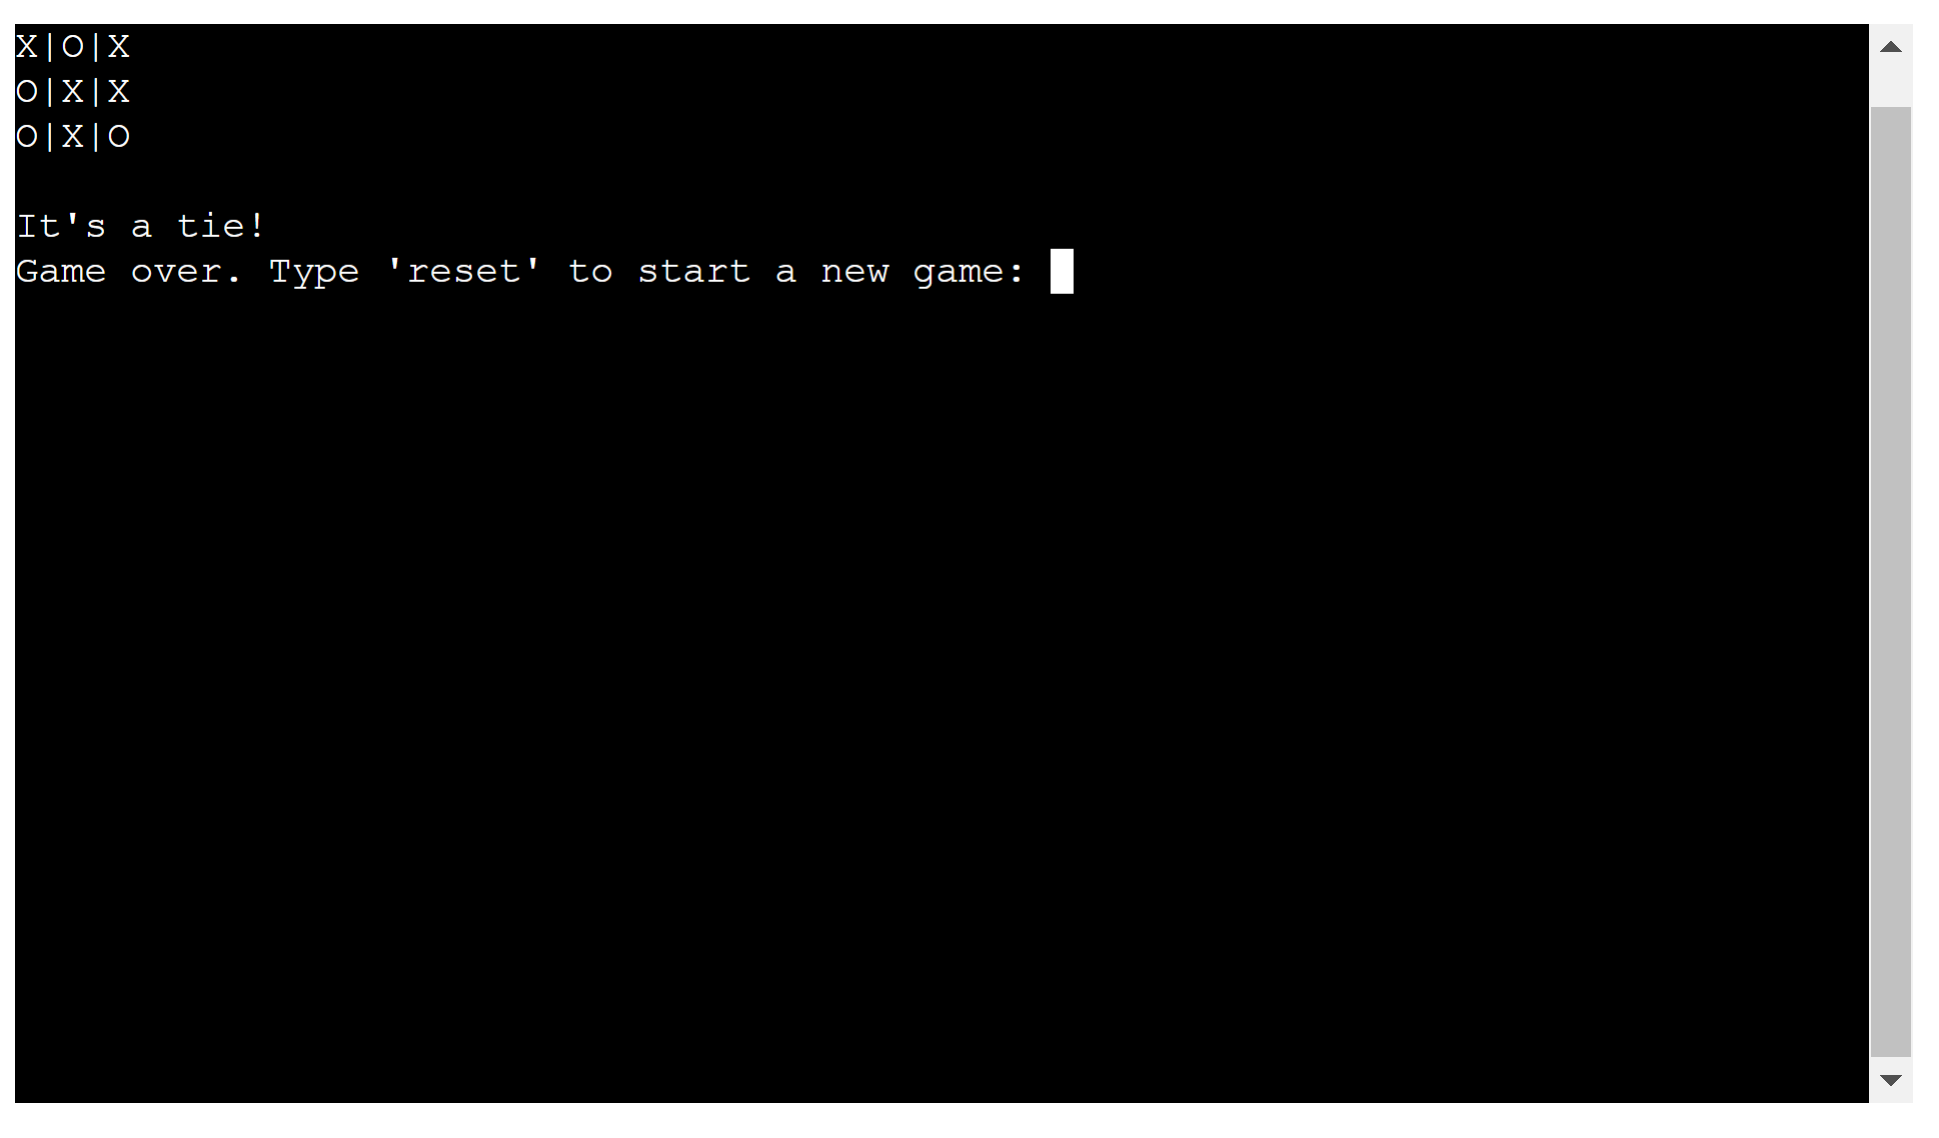 X|O|X
O|X|X
O|X|O
It's a tie!
Game over. Type 'reset' to start a new game: